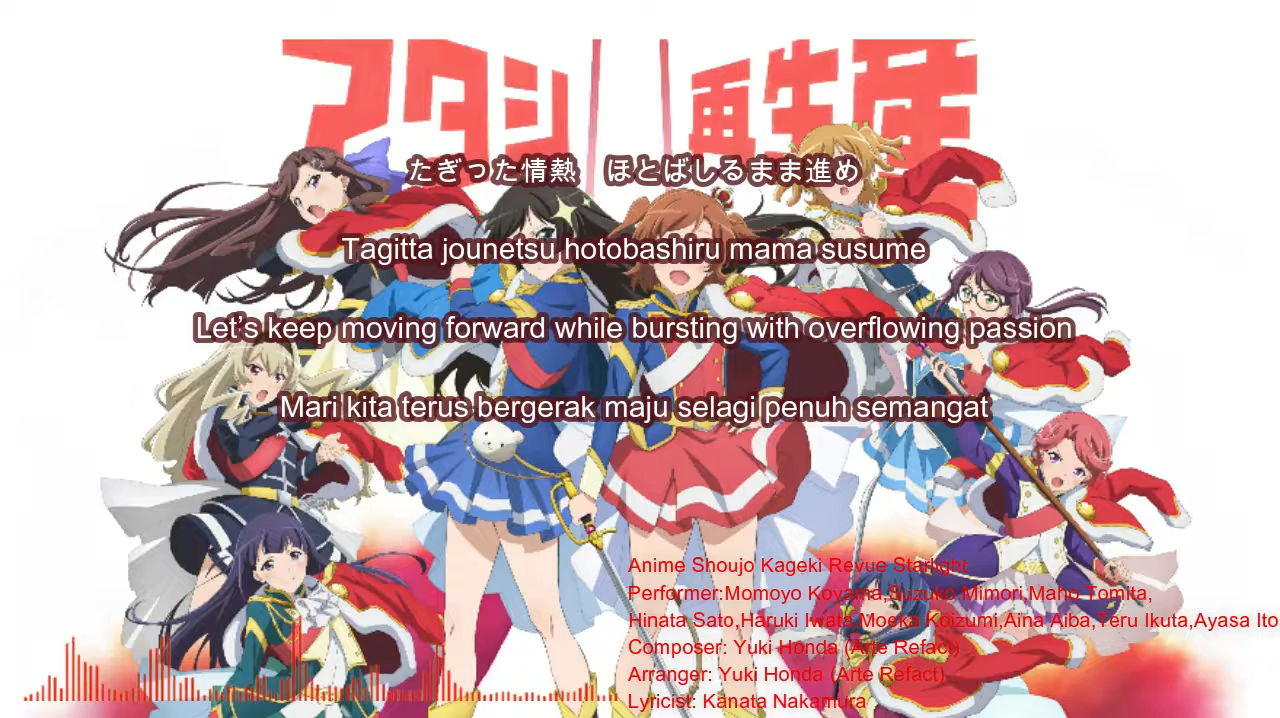 アタシ再生産
たぎった情熱　ほとばしるまま進め
Tagitta jounetsu hotobashiru mama susume
Let's keep moving forward while bursting with overflowing passion
Mari kita terus bergerak maju selagi penuh semangat
Anime Shoujo Kageki Revue Starlight
Performer:Momoyo Koyama,Suzuko Mimori,Maho Tomita,
Hinata Sato,Haruki Iwata Moeka Koizumi,Aina Aiba,Teru Ikuta,Ayasa Ito
Composer: Yuki Honda (Arte Refact)
Arranger: Yuki Honda (Arte Refact)
Lyricist: Kanata Nakamura